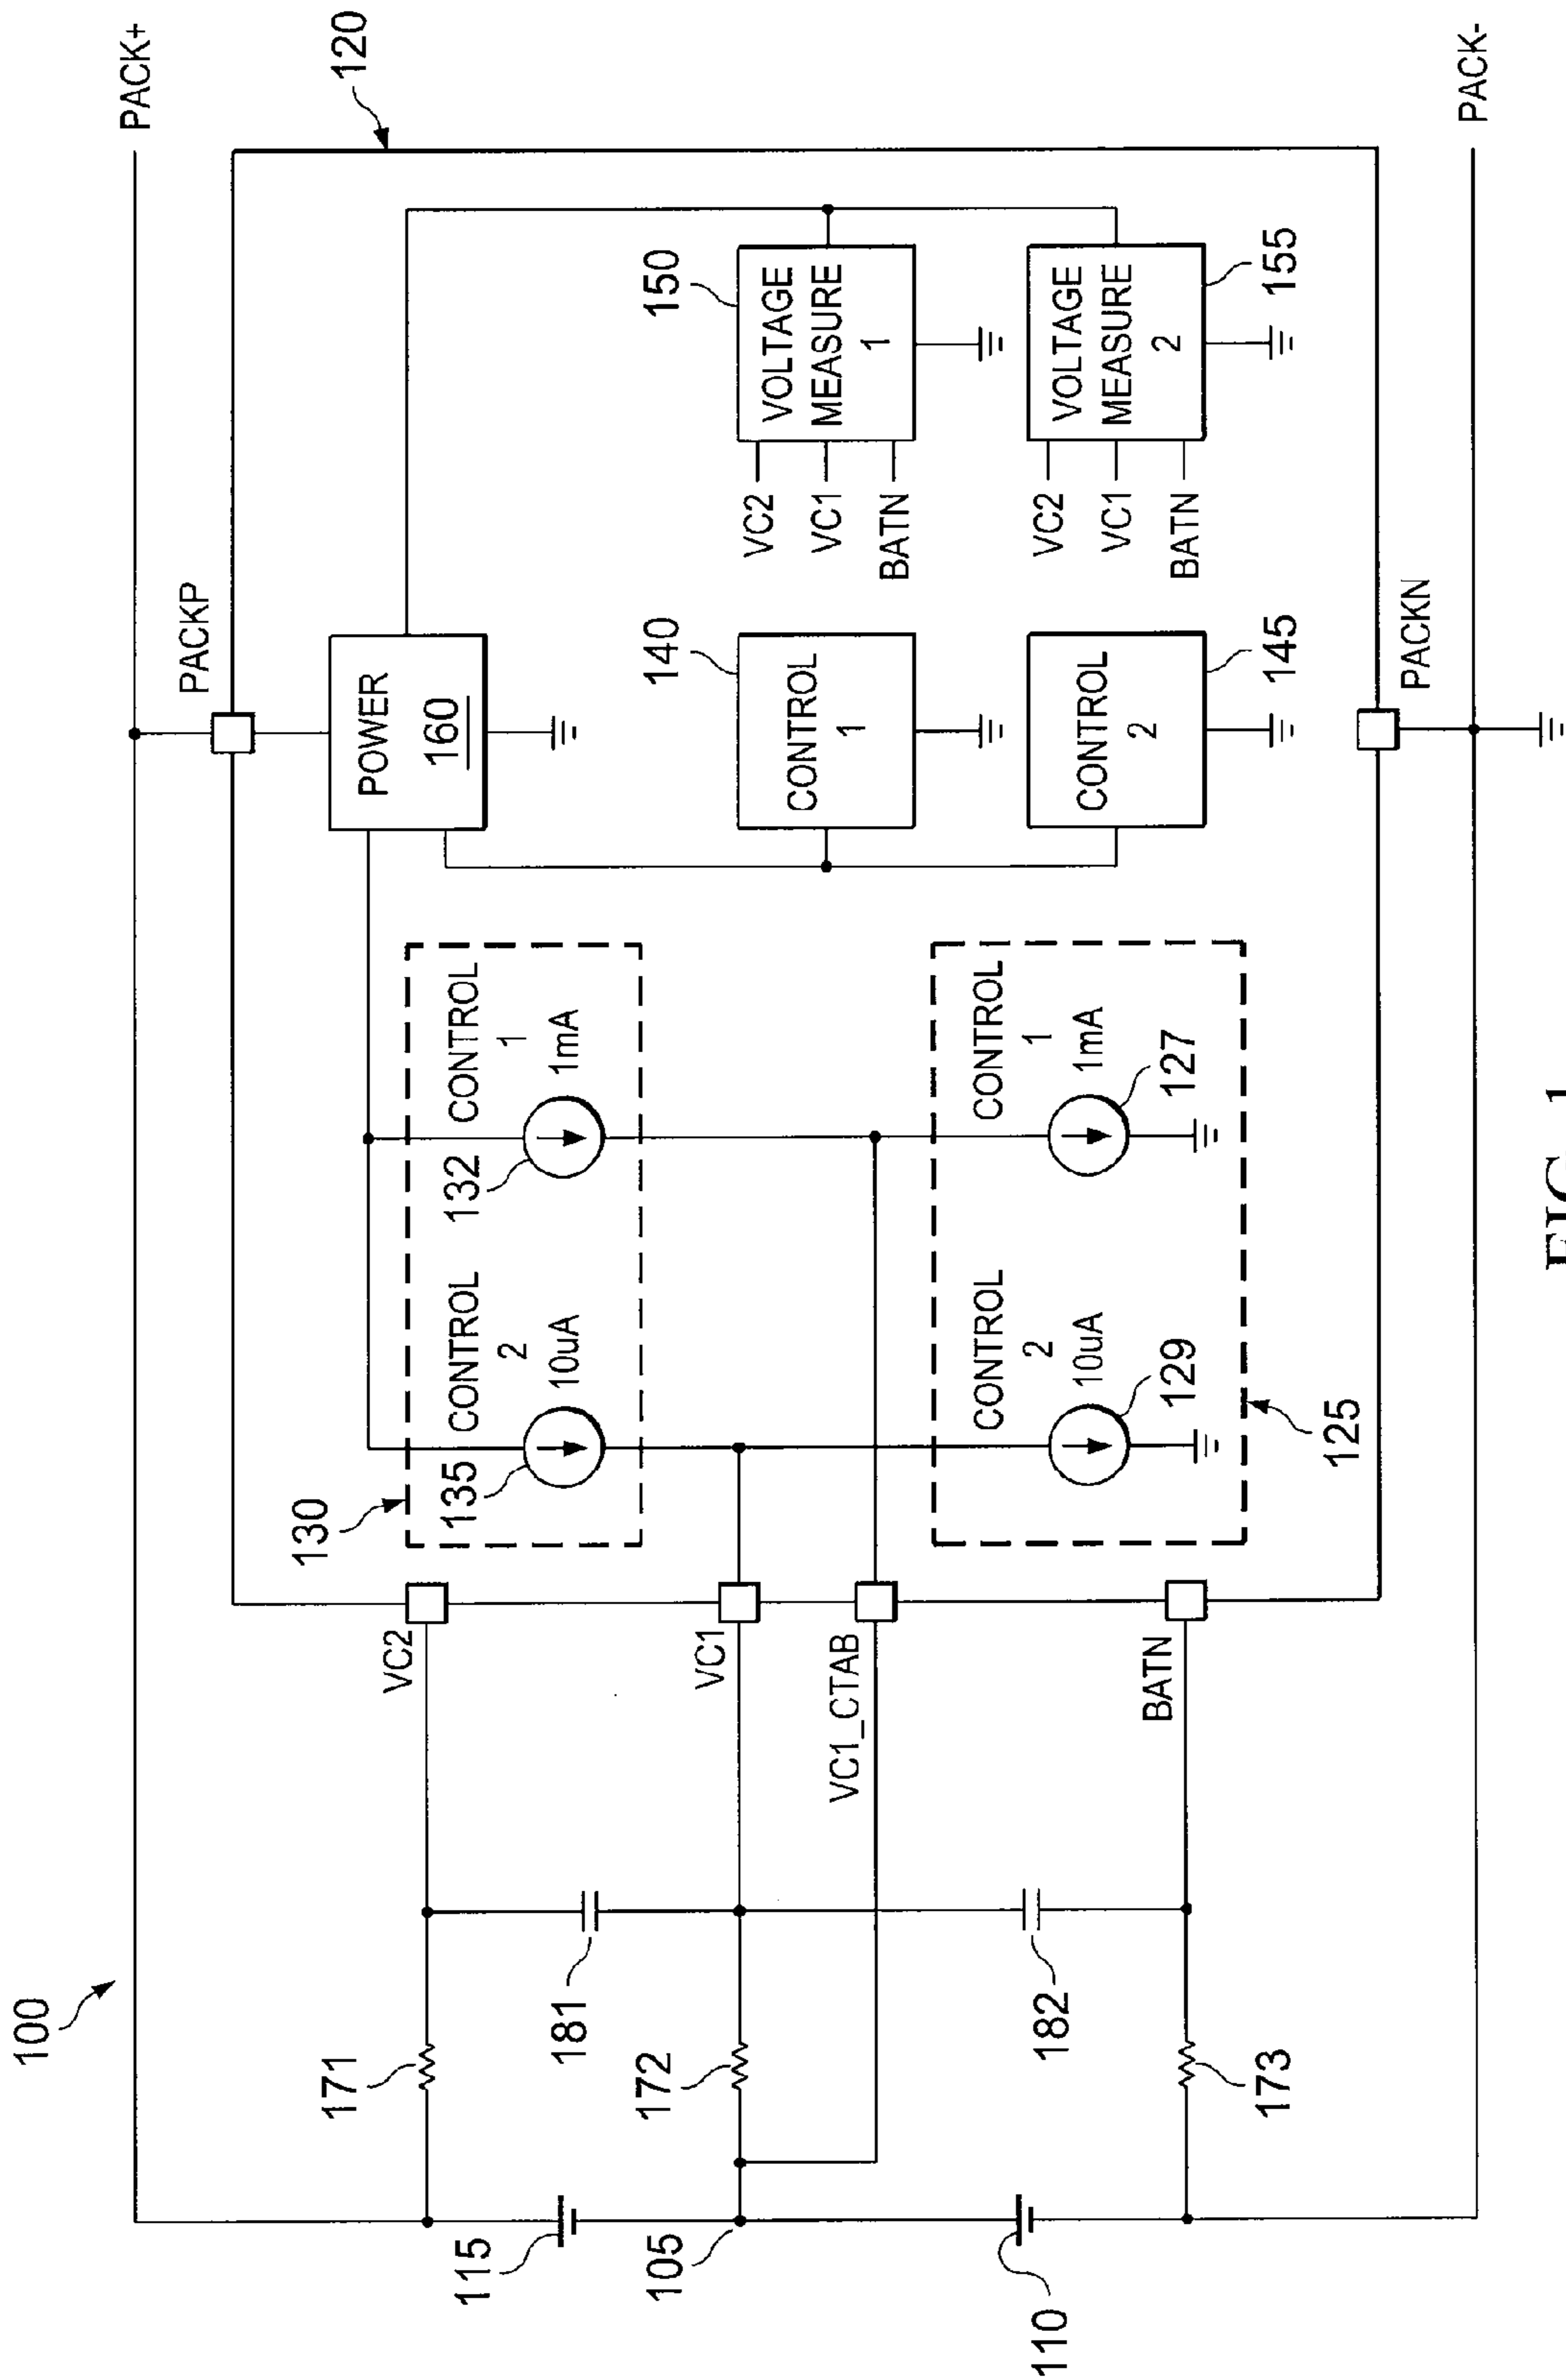 100
PACK+
PACKP
120
130
POWER
160
VC2
CONTROL
2
10uA
135
CONTROL
1
1mA
132
171
115
181
VC1
172
105
VC1_CTAB
140
CONTROL
1
150
VOLTAGE
MEASURE
1
VC2
VC1
BATN
CONTROL
2
10uA
129
CONTROL
1
1mA
127
125
145
CONTROL
2
155
VOLTAGE
MEASURE
2
VC2
VC1
BATN
110
182
BATN
173
PACKN
PACK-
FIG. 1